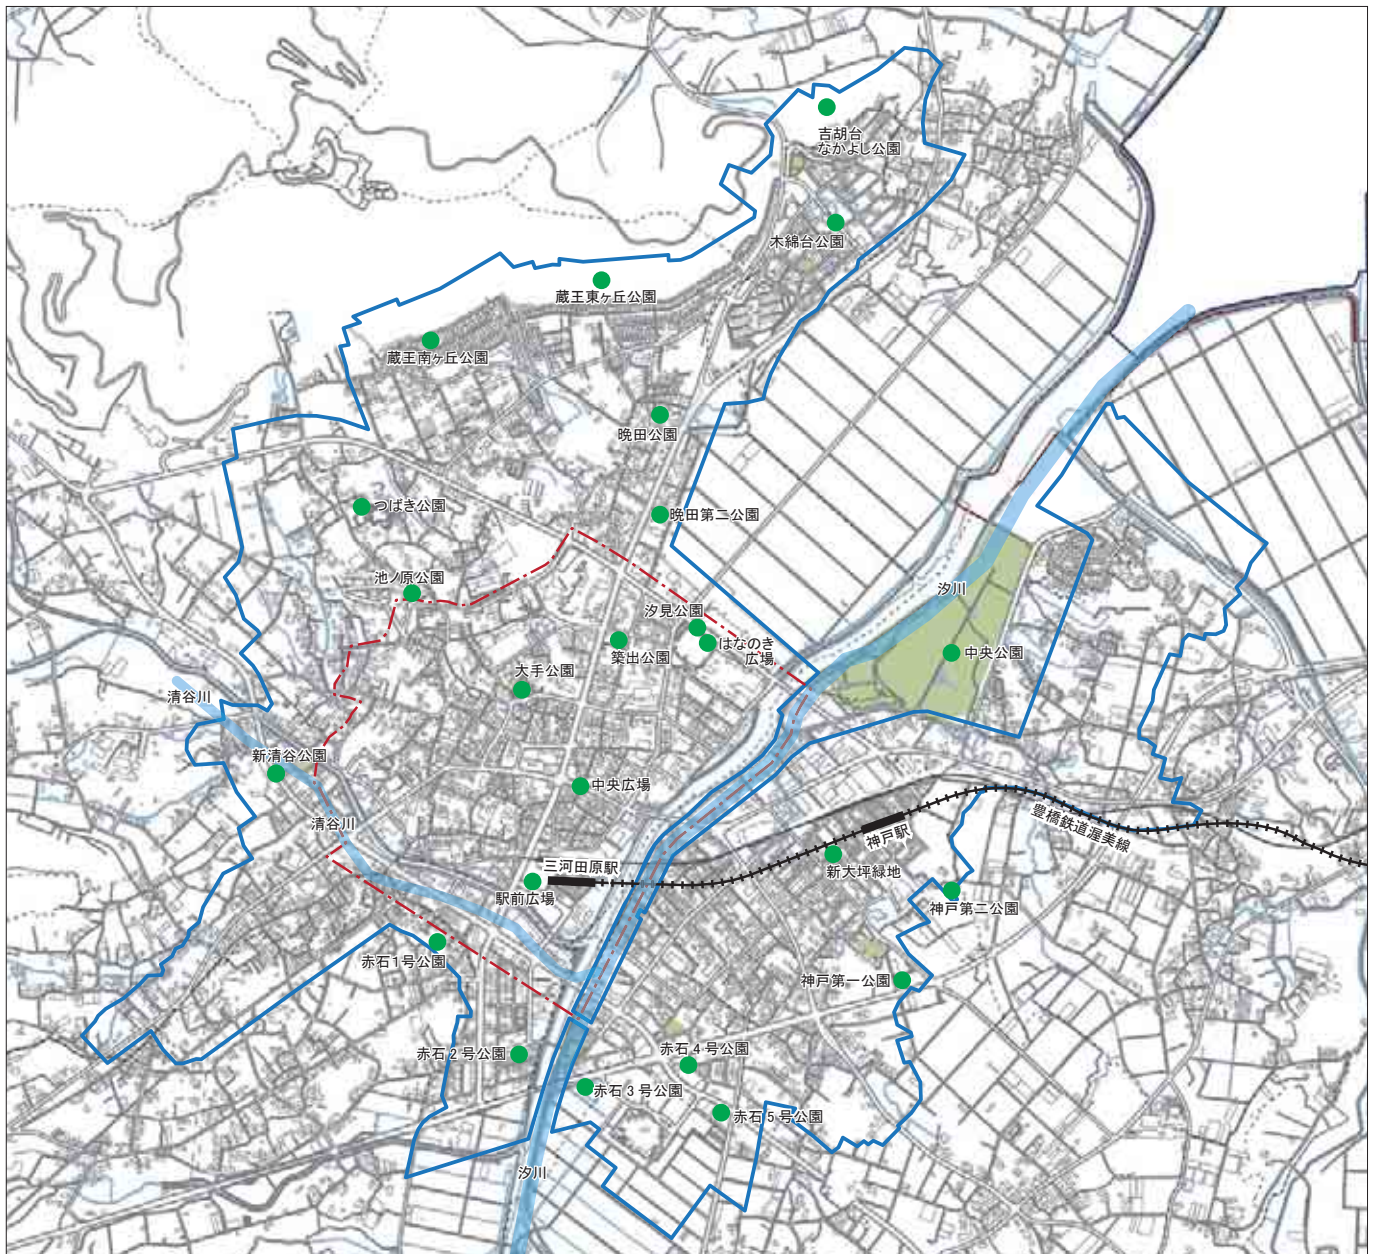 吉胡台
なかよし公園
木綿台公園
蔵王東ヶ丘公園
蔵王南ヶ丘公園
晩田公園
つばき公園
晩田第二公園
池ノ原公園
汐川
汐見公園
はなのき
広場
築出公園
中央公園
大手公園
清谷川
新清谷公園
中央広場
清谷川
豊橋鉄道渥美線
神戸駅
三河田原駅
新大坪緑地
駅前広場
神戸第二公園
赤石1号公園
神戸第一公園
赤石2号公園
赤石4号公園
赤石3号公園
赤石5号公園
汐川